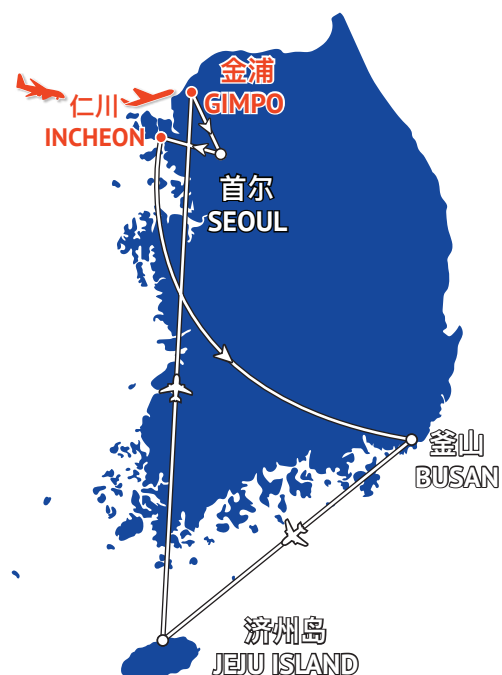 金浦
GIMPO
仁川
INCHEON
首尔
SEOUL
釜山
BUSAN
济州岛
JEJU ISLAND